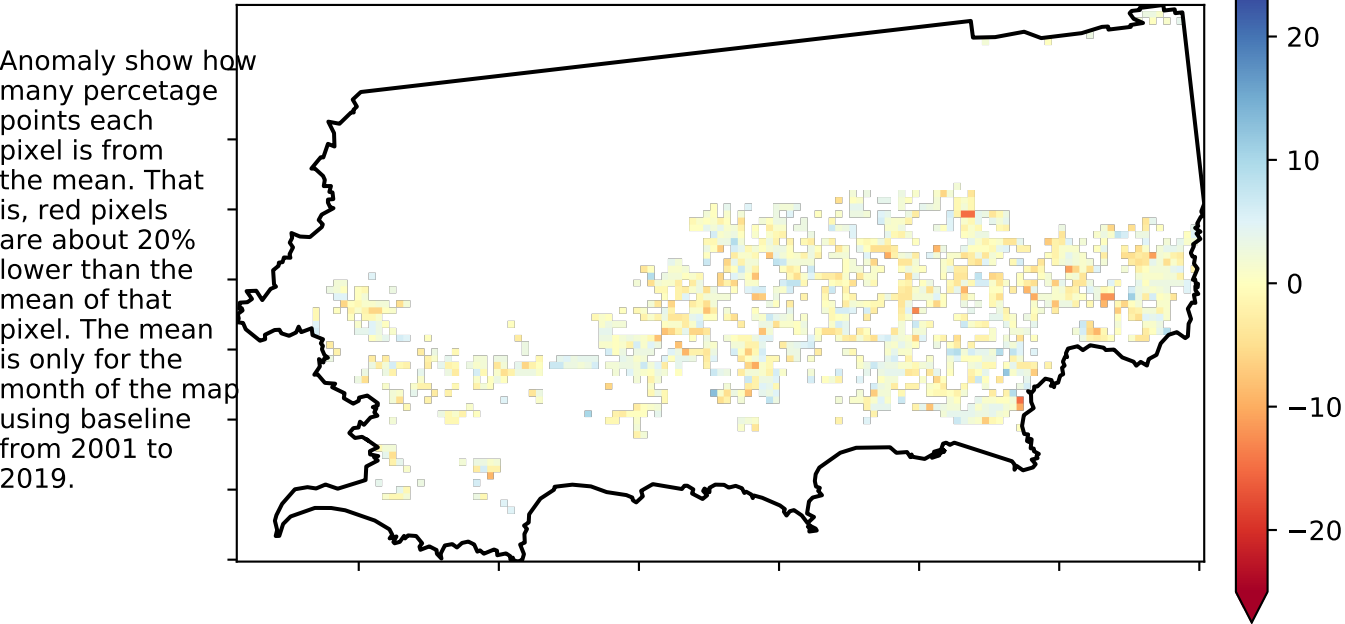 Anomaly show how
many percetage
points each
pixel is from
the mean. That
is, red pixels
are about 20%
lower than the
mean of that
pixel. The mean
is only for the
month of the map
using baseline
from 2001 to
2019.
20
10
0
−10
−20